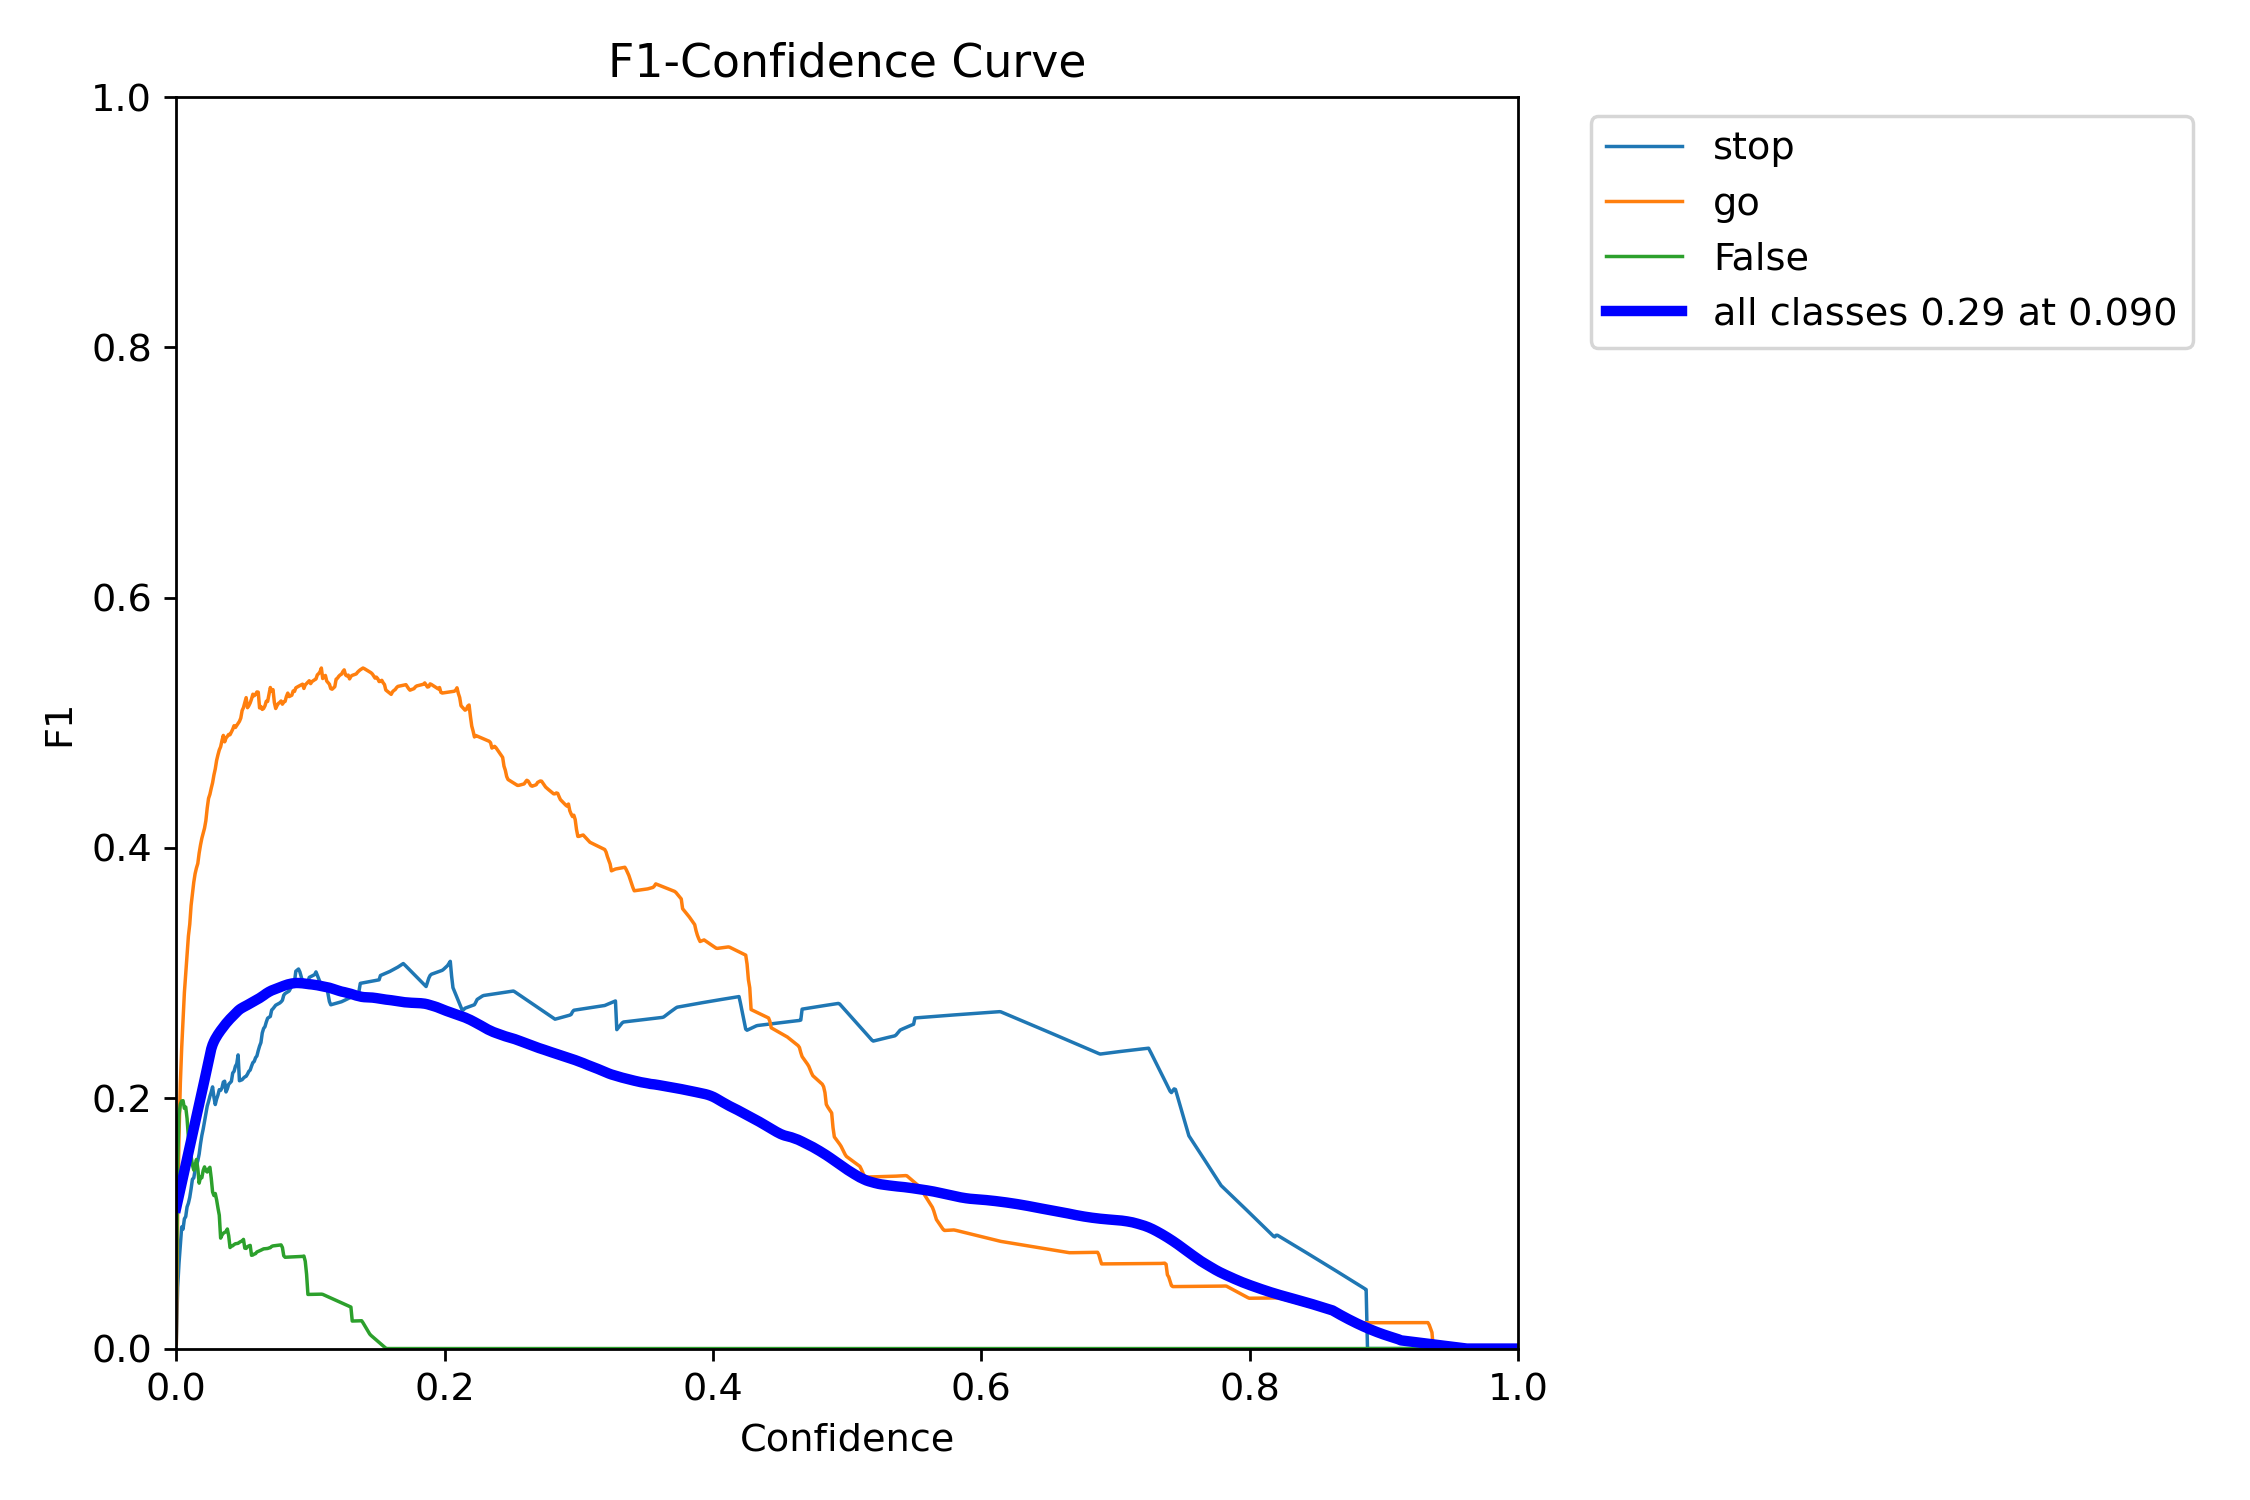 F1-Confidence Curve
1.0
0.8
0.6
0.4
0.2
0.0
F1
0.0 0.2 0.4 0.6 0.8 1.0
Confidence
stop
go
False
all classes 0.29 at 0.090